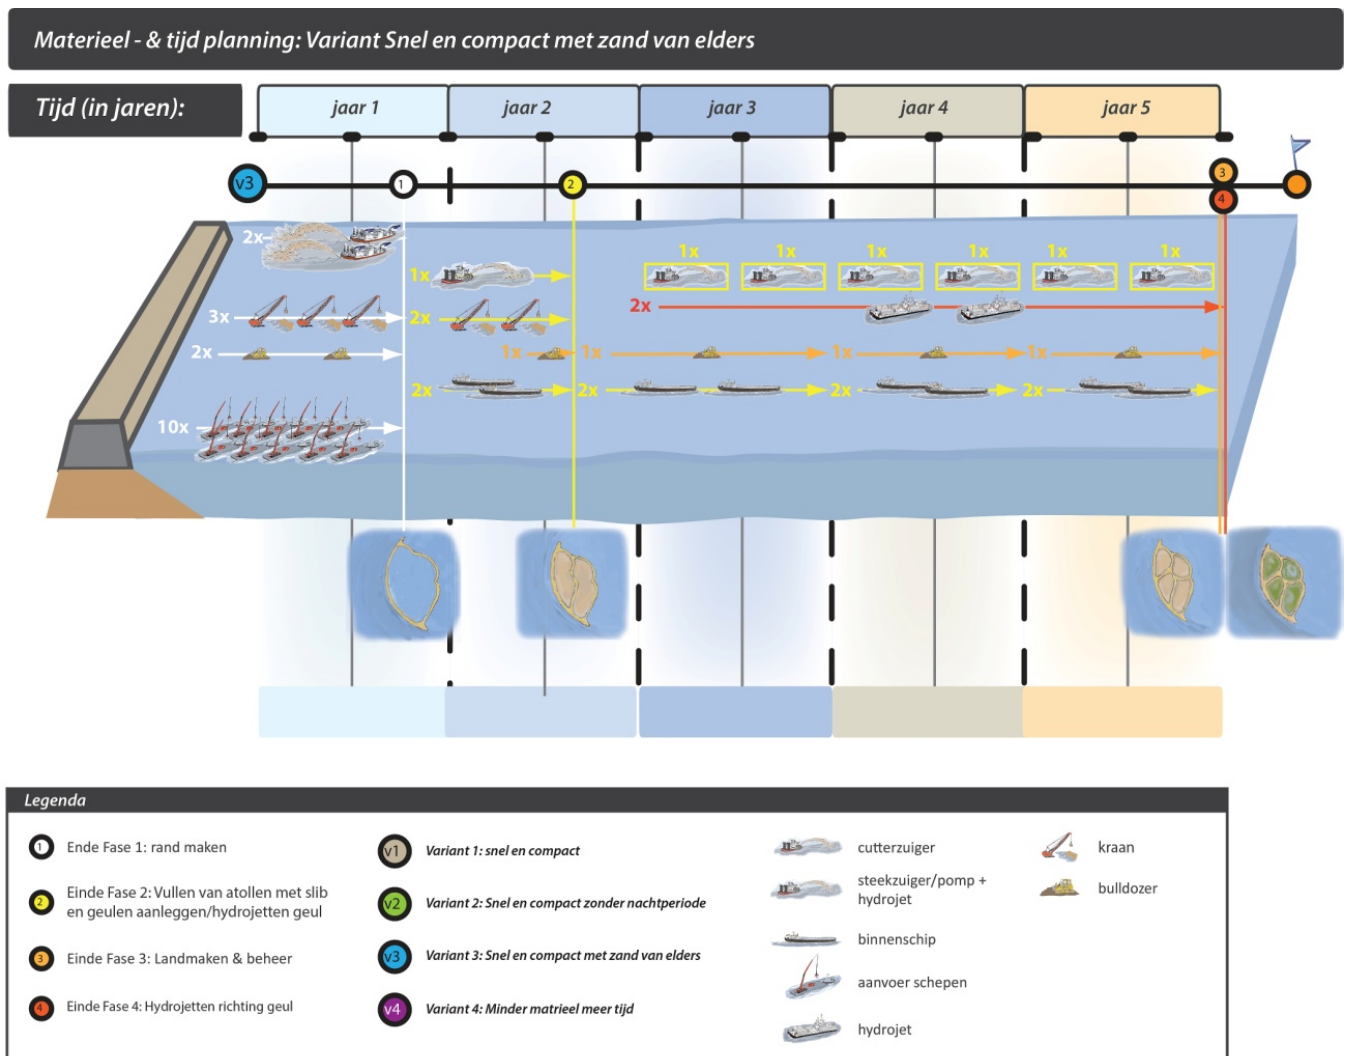 Materieel - & tijd planning: Variant Snel en compact met zand van elders
Tijd (in jaren):
jaar 1
jaar 2
jaar 3
jaar 4
jaar 5
v3
1
2
3
4
2x
1x
1x
1x
1x
1x
1x
1x
3x
2x
2x
2x
1x
1x
1x
1x
2x
2x
2x
2x
10x
Legenda
1 Ende Fase 1: rand maken
2 Einde Fase 2: Vullen van atollen met slib
en geulen aanleggen/hydrojetten geul
3 Einde Fase 3: Landmaken & beheer
4 Einde Fase 4: Hydrojetten richting geul
v1 Variant 1: snel en compact
v2 Variant 2: Snel en compact zonder nachtperiode
v3 Variant 3: Snel en compact met zand van elders
v4 Variant 4: Minder matrieel meer tijd
cutterzuiger
steekzuiger/pomp +
hydrojet
binnenschip
aanvoer schepen
hydrojet
kraan
bulldozer